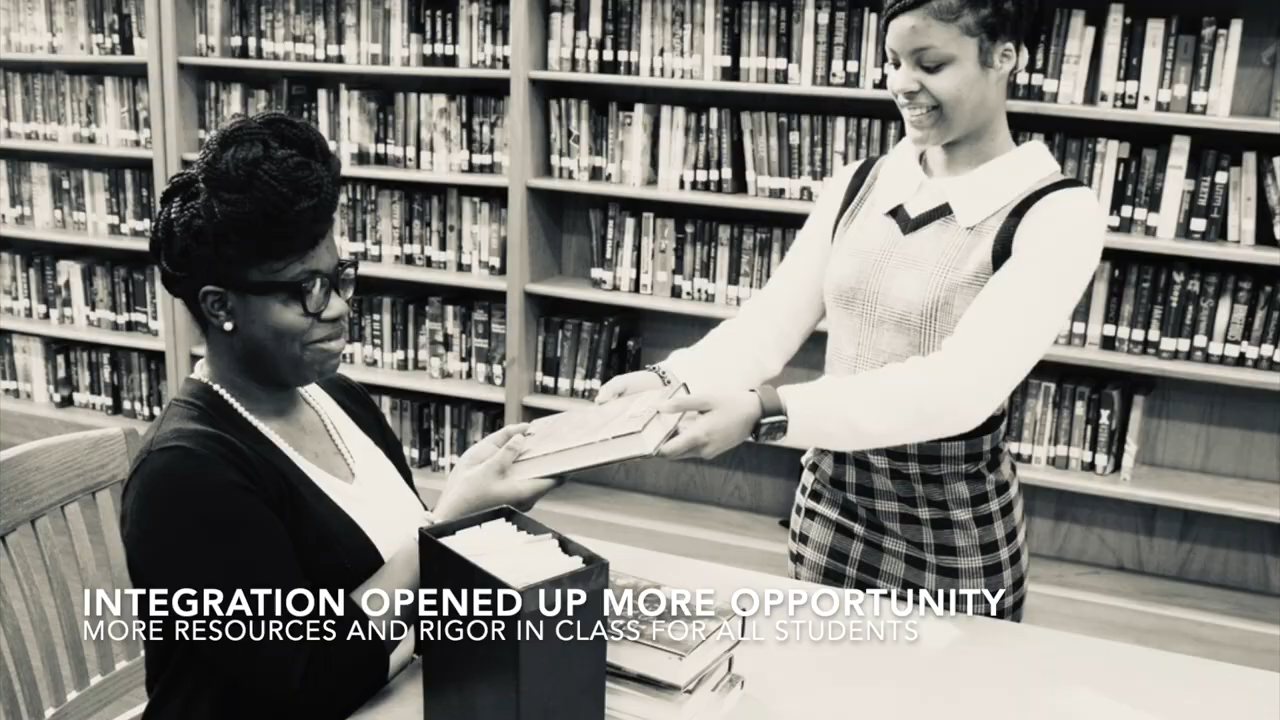 INTEGRATION OPENED UP MORE OPPORTUNITY
MORE RESOURCES AND RIGOR IN CLASS FOR ALL STUDENTS